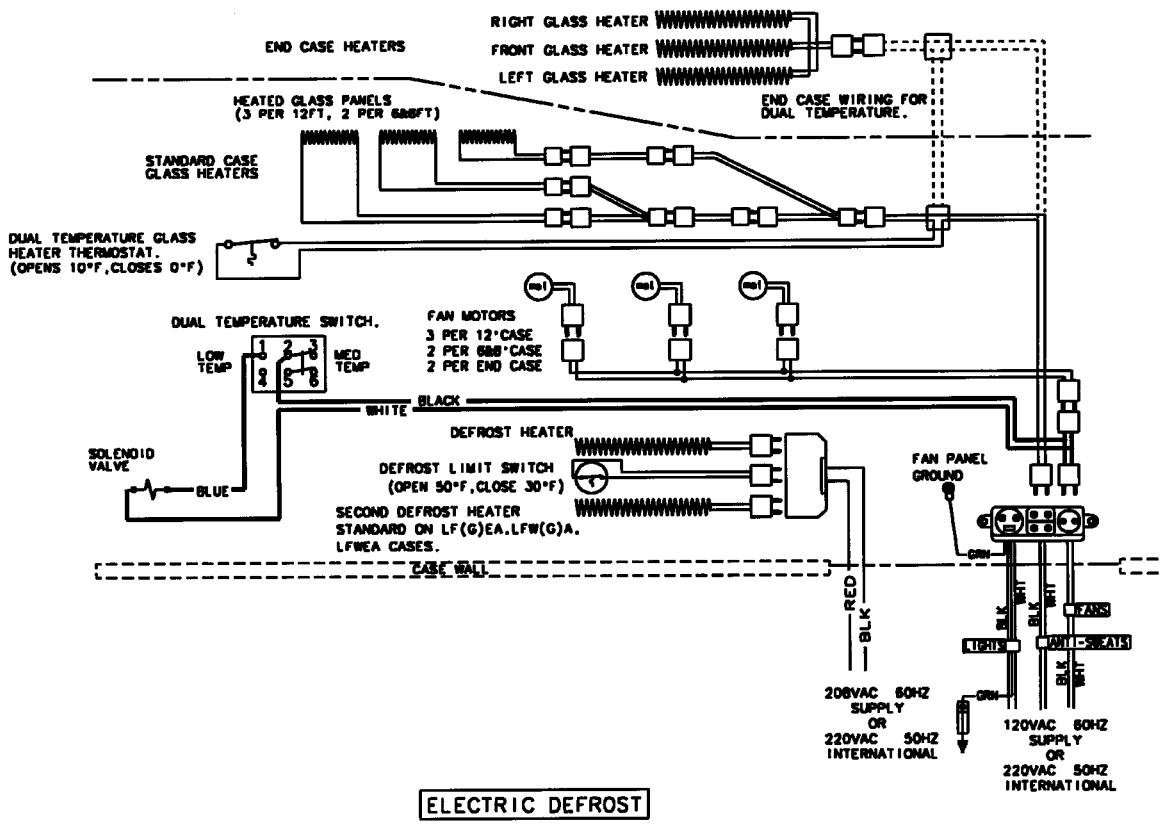 RIGHT GLASS HEATER
END CASE HEATERS
FRONT GLASS HEATER
LEFT GLASS HEATER
HEATED GLASS PANELS
(3 PER 12FT, 2 PER 6&8FT)
END CASE WIRING FOR
DUAL TEMPERATURE.
STANDARD CASE
GLASS HEATERS
DUAL TEMPERATURE GLASS
HEATER THERMOSTAT.
(OPENS 10°F,CLOSES 0°F)
DUAL TEMPERATURE SWITCH.
FAN MOTORS
3 PER 12'CASE
2 PER 6&8'CASE
2 PER END CASE
LOW
TEMP
1 2 3
4 5 6
MED
TEMP
BLACK
WHITE
DEFROST HEATER
SOLENOID
VALVE
BLUE
DEFROST LIMIT SWITCH
(OPEN 50°F,CLOSE 30°F)
FAN PANEL
GROUND
SECOND DEFROST HEATER
STANDARD ON LF(G)EA.LFW(G)A.
LFWEA CASES.
GRN
CASE WALL
RED
BLK
BLK
WHT
BLK
WHT
FANS
LIGHTS
ANTI-SWEATS
BLK
WHT
GRN
208VAC 60HZ
SUPPLY
OR
220VAC 50HZ
INTERNATIONAL
120VAC 60HZ
SUPPLY
OR
220VAC 50HZ
INTERNATIONAL
ELECTRIC DEFROST